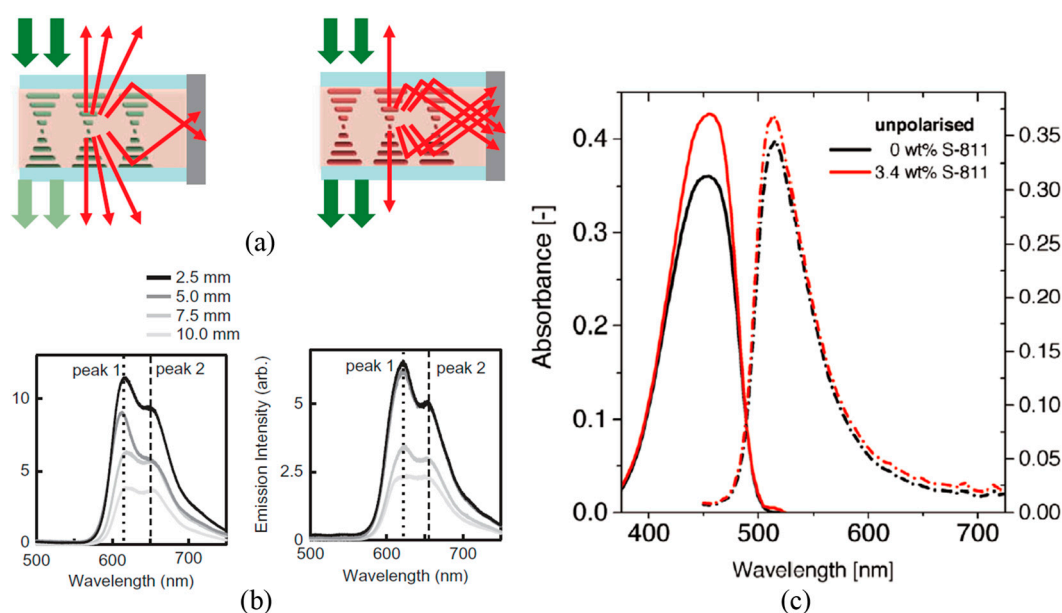 (a)
2.5 mm
5.0 mm
7.5 mm
10.0 mm
peak 1
peak 2
10
5
0
500
600
700
Wavelength (nm)
Emission Intensity (arb.)
peak 1
peak 2
5
2.5
0
500
600
700
Wavelength (nm)
(b)
unpolarised
0 wt% S-811
3.4 wt% S-811
Absorbance [-]
0.4
0.3
0.2
0.1
0.0
0.35
0.30
0.25
0.20
0.15
0.10
0.05
0.00
400
500
600
700
Wavelength [nm]
(c)